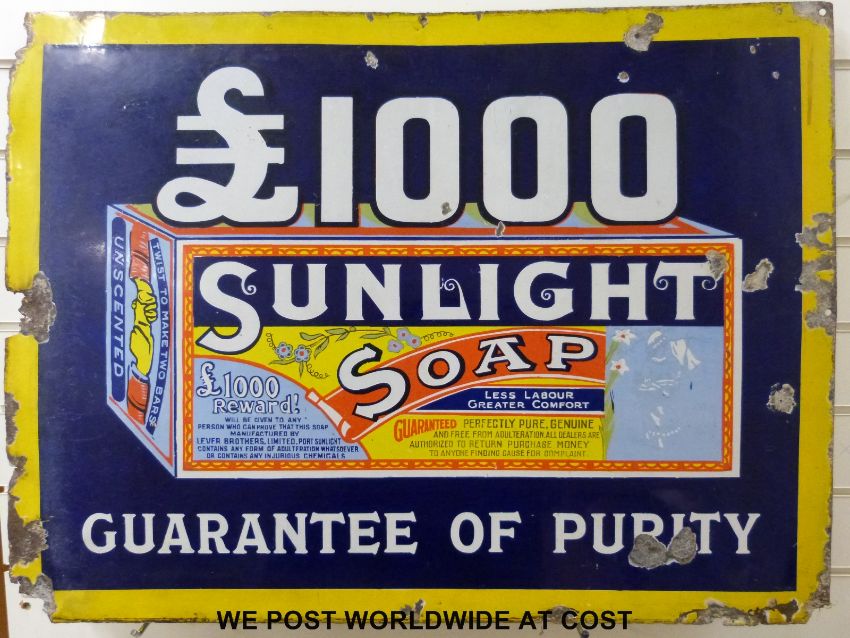 £1000
SUNLIGHT
SOAP
UNSCENTED
TWIST TO MAKE TWO BARS
£1000
Reward!
WILL BE GIVEN TO ANY
PERSON WHO CAN PROVE THAT THIS SOAP
MANUFACTURED BY
LEVER BROTHERS, LIMITED, PORT SUNLIGHT
CONTAINS ANY FORM OF ADULTERATION WHATSOEVER
OR CONTAINS ANY INJURIOUS CHEMICALS
LESS LABOUR
GREATER COMFORT
GUARANTEED PERFECTLY PURE, GENUINE
AND FREE FROM ADULTERATION. ALL DEALERS ARE
AUTHORIZED TO RETURN PURCHASE MONEY
TO ANYONE FINDING CAUSE FOR COMPLAINT.
GUARANTEE OF PURITY
WE POST WORLDWIDE AT COST